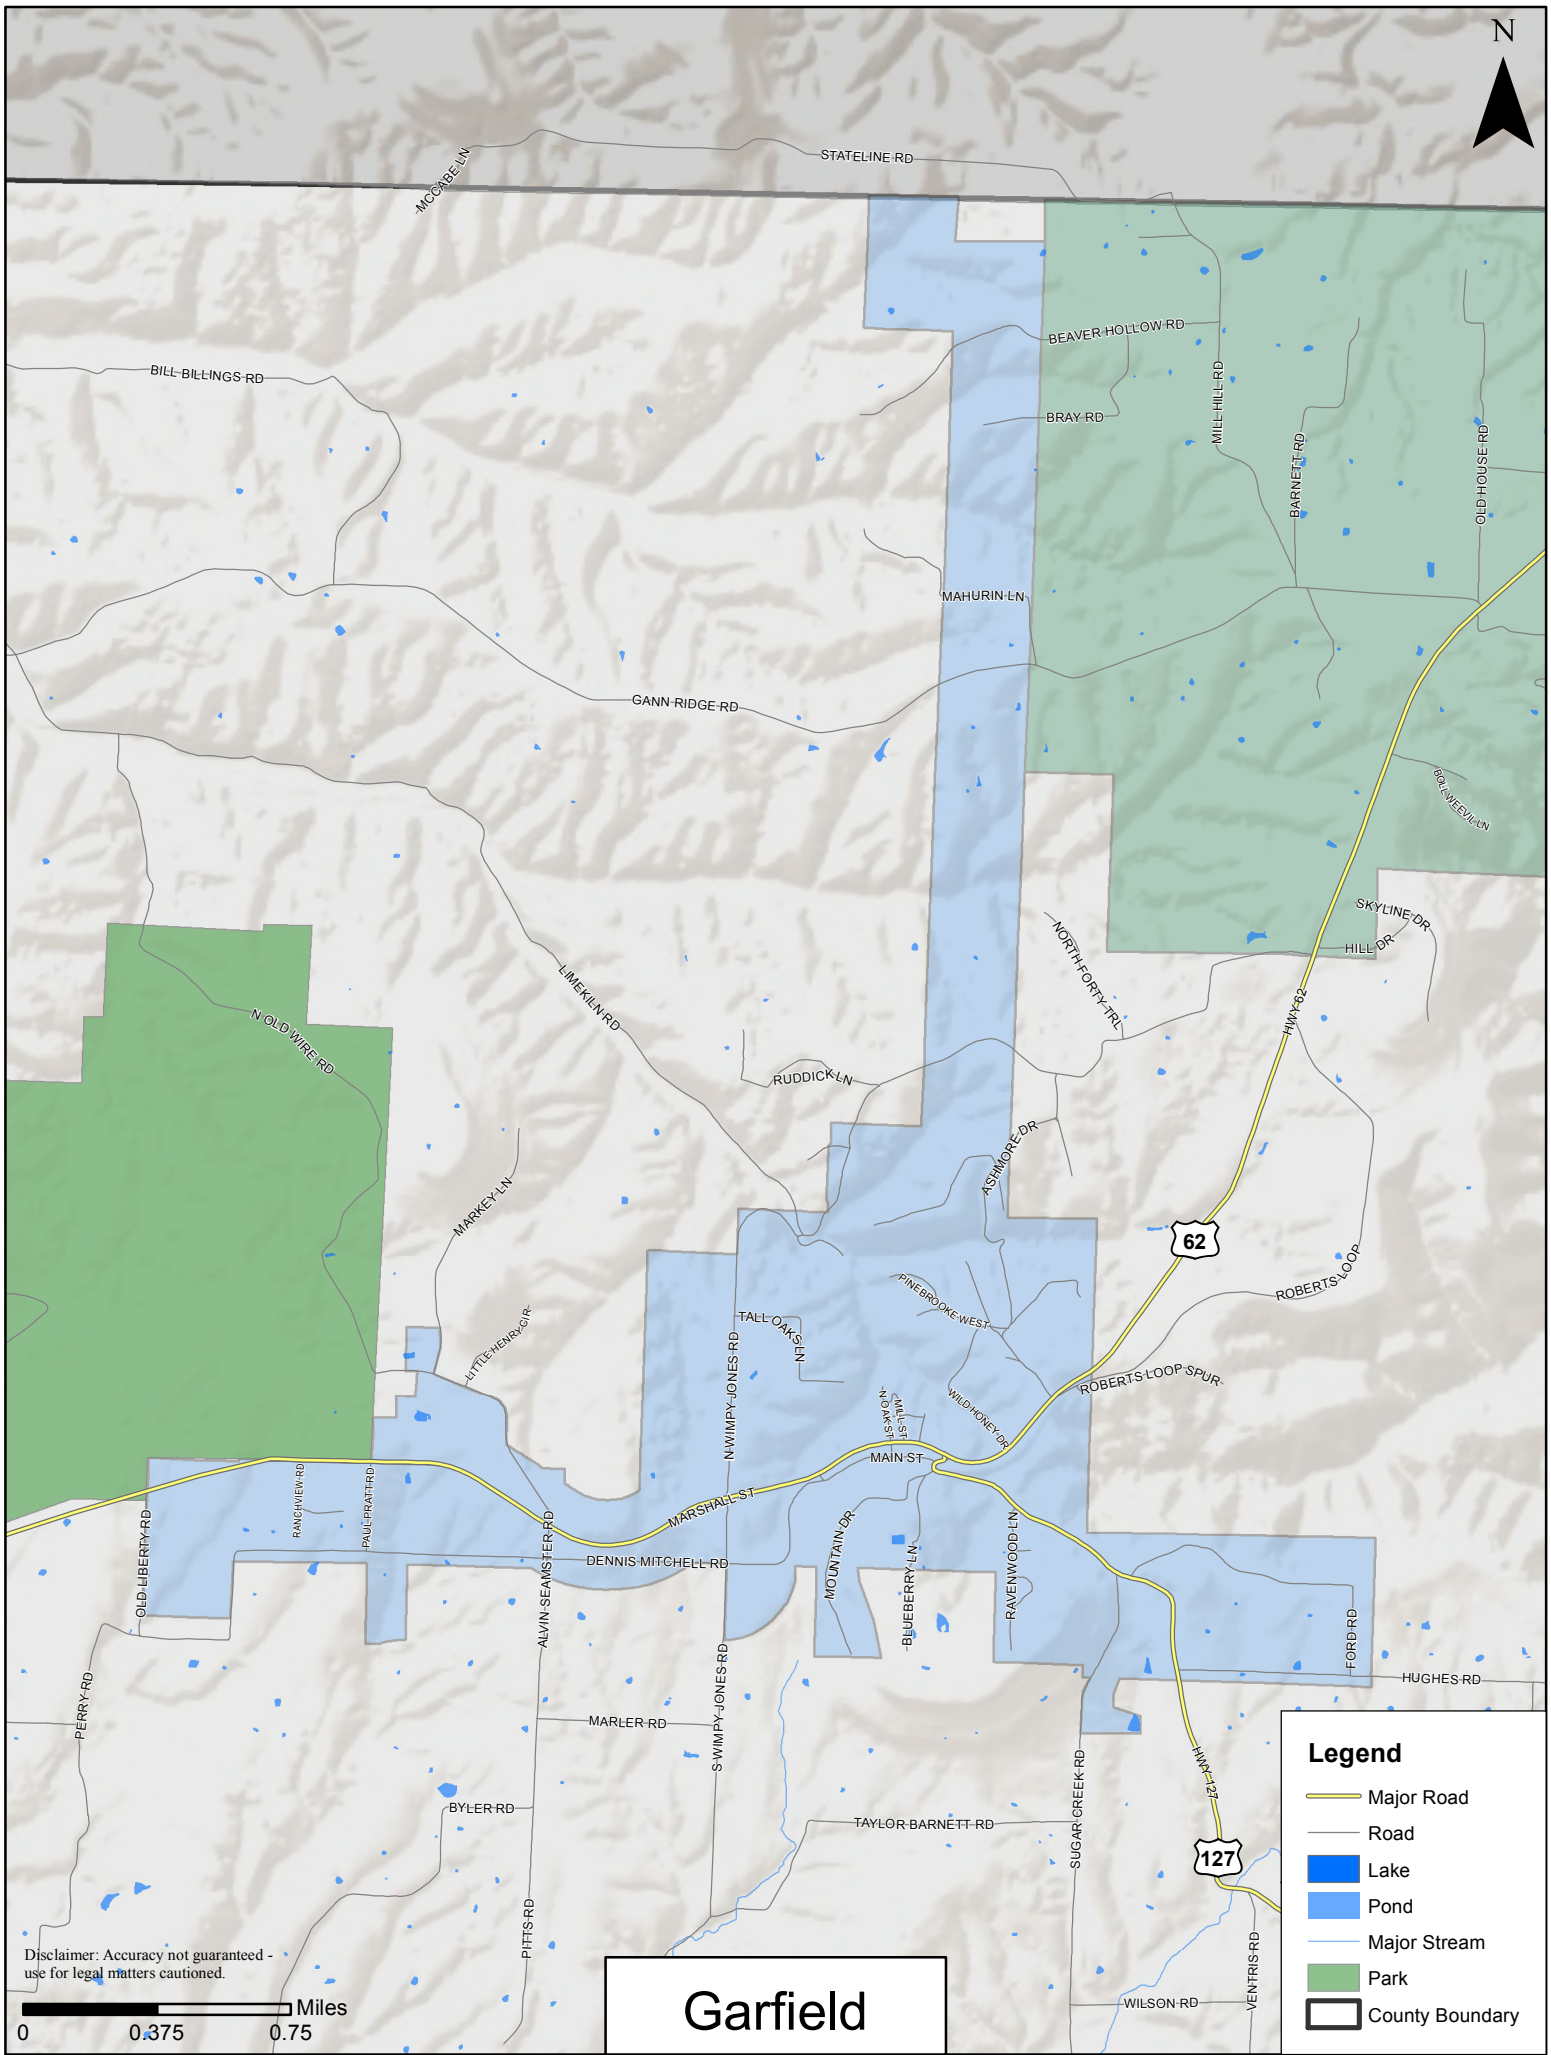 N
STATELINE RD
MCCABE LN
BEAVER HOLLOW RD
BILL BILLINGS RD
BRAY RD
MILL HILL RD
BARNETT RD
OLD HOUSE RD
MAHURIN LN
GANN RIDGE RD
BOLL WEEVIL LN
SKYLINE DR
HILL DR
NORTH FORTY TRL
LIMEKILN RD
HWY 62
N OLD WIRE RD
RUDDICK LN
ASHMORE DR
MARKEY LN
62
ROBERTS LOOP
PINEBROOKE WEST
TALL OAKS LN
LITTLE HENRY CIR
N WIMPY JONES RD
ROBERTS LOOP SPUR
N OAK ST
MILL ST
WILD HONEY DR
MAIN ST
MARSHALL ST
RANCHVIEW RD
PAUL PRATT RD
OLD LIBERTY RD
ALVIN SEAMSTER RD
DENNIS MITCHELL RD
MOUNTAIN DR
BLUEBERRY LN
RAVENWOOD LN
FORD RD
HUGHES RD
PERRY RD
MARLER RD
S WIMPY JONES RD
BYLER RD
TAYLOR BARNETT RD
SUGAR CREEK RD
HWY 127
127
PITTS RD
WILSON RD
VENTRIS RD
Legend
Major Road
Road
Lake
Pond
Major Stream
Park
County Boundary
Disclaimer: Accuracy not guaranteed -
use for legal matters cautioned.
Miles
0 0.375 0.75
Garfield